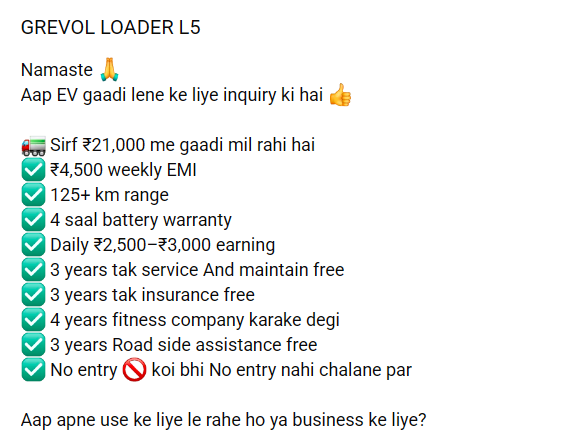 GREVOL LOADER L5
Namaste 🙏
Aap EV gaadi lene ke liye inquiry ki hai 👍
🚛 Sirf ₹21,000 me gaadi mil rahi hai
✅ ₹4,500 weekly EMI
✅ 125+ km range
✅ 4 saal battery warranty
✅ Daily ₹2,500–₹3,000 earning
✅ 3 years tak service And maintain free
✅ 3 years tak insurance free
✅ 4 years fitness company karake degi
✅ 3 years Road side assistance free
✅ No entry 🚫 koi bhi No entry nahi chalane par
Aap apne use ke liye le rahe ho ya business ke liye?